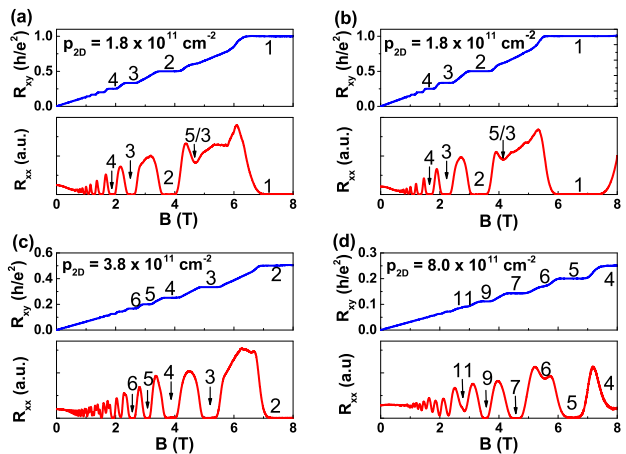 (a)
p2D = 1.8 x 10^11 cm^-2
Rxy (h/e^2)
1.0
0.5
0.0
4
3
2
1
Rxx (a.u.)
4
3
2
5/3
1
0 2 4 6 8
B (T)
(b)
p2D = 1.8 x 10^11 cm^-2
Rxy (h/e^2)
1.0
0.5
0.0
4
3
2
1
Rxx (a.u.)
4
3
2
5/3
1
0 2 4 6 8
B (T)
(c)
p2D = 3.8 x 10^11 cm^-2
Rxy (h/e^2)
0.6
0.4
0.2
0.0
6
5
4
3
2
Rxx (a.u.)
6
5
4
3
2
0 2 4 6 8
B (T)
(d)
p2D = 8.0 x 10^11 cm^-2
Rxy (h/e^2)
0.3
0.2
0.1
0.0
11
9
7
6
5
4
Rxx (a.u)
11
9
7
6
5
4
0 2 4 6 8
B (T)